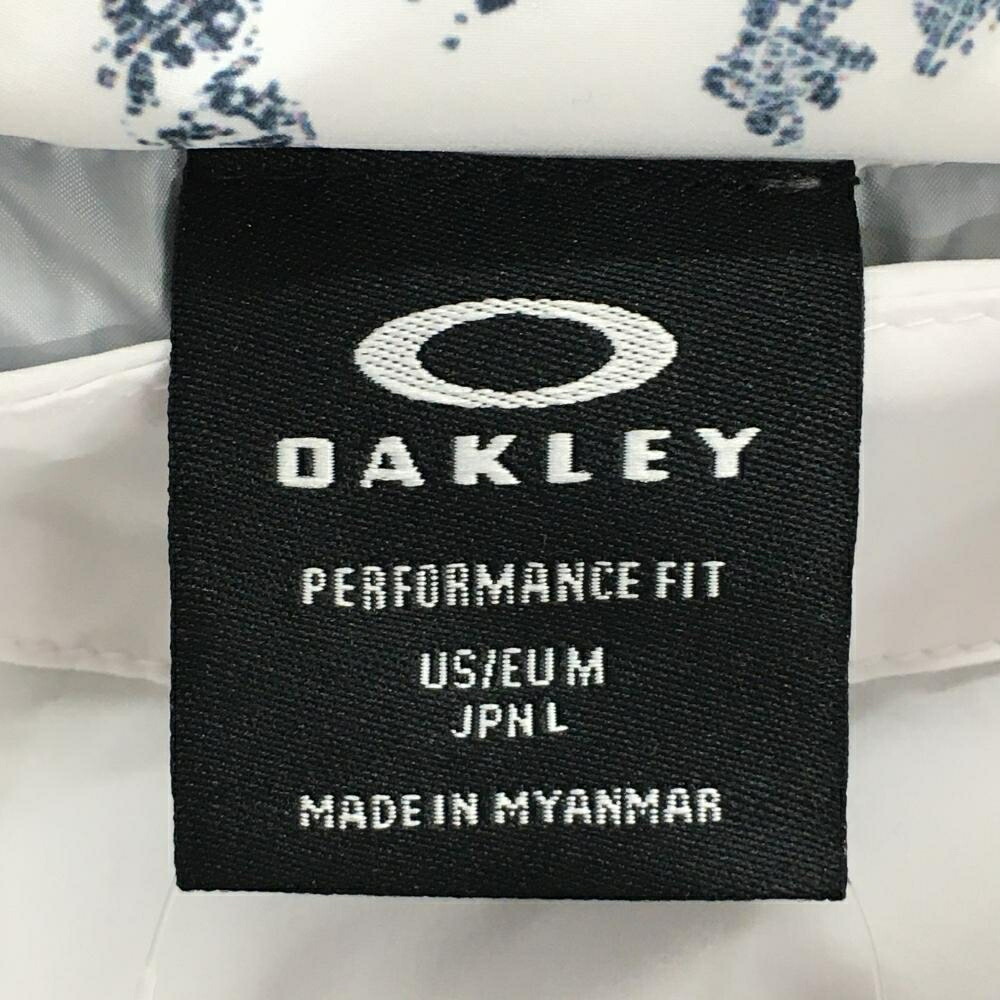 OAKLEY
PERFORMANCE FIT
US/EU M
JPN L
MADE IN MYANMAR